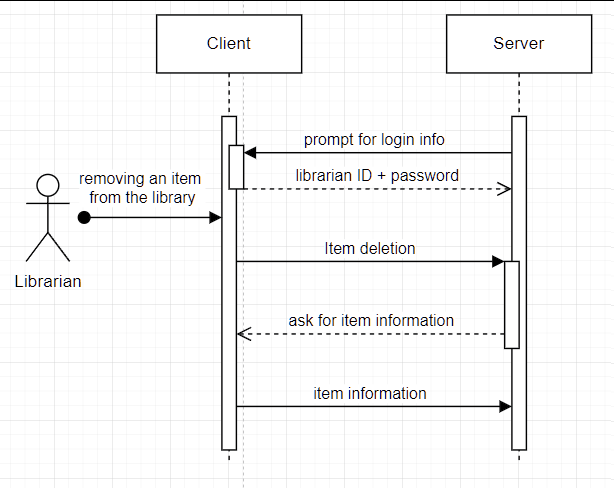 Client
Server
prompt for login info
librarian ID + password
removing an item
from the library
Librarian
Item deletion
ask for item information
item information